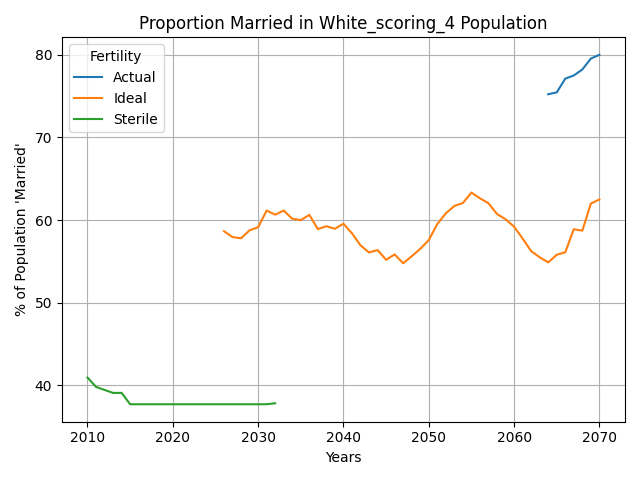 Proportion Married in White_scoring_4 Population
Fertility
Actual
Ideal
Sterile
% of Population 'Married'
80
70
60
50
40
2010 2020 2030 2040 2050 2060 2070
Years